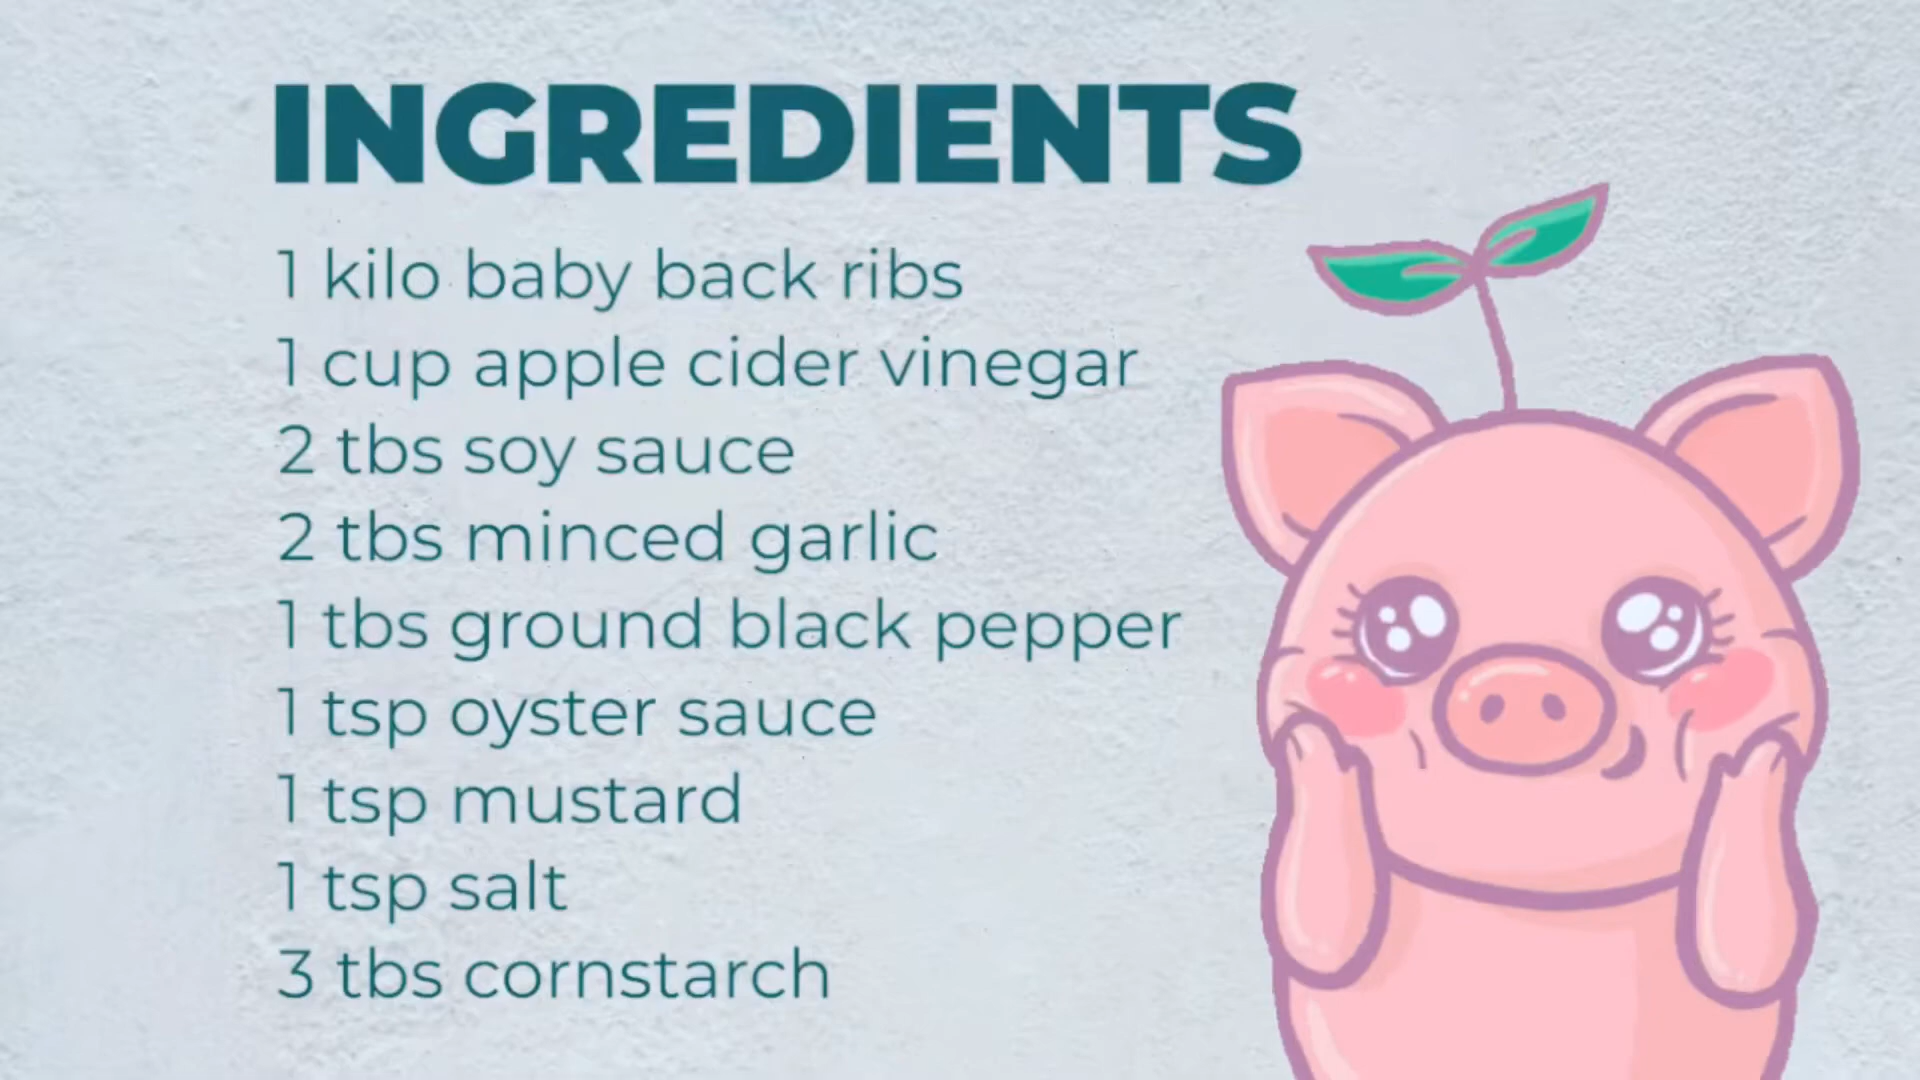 INGREDIENTS
1 kilo baby back ribs
1 cup apple cider vinegar
2 tbs soy sauce
2 tbs minced garlic
1 tbs ground black pepper
1 tsp oyster sauce
1 tsp mustard
1 tsp salt
3 tbs cornstarch